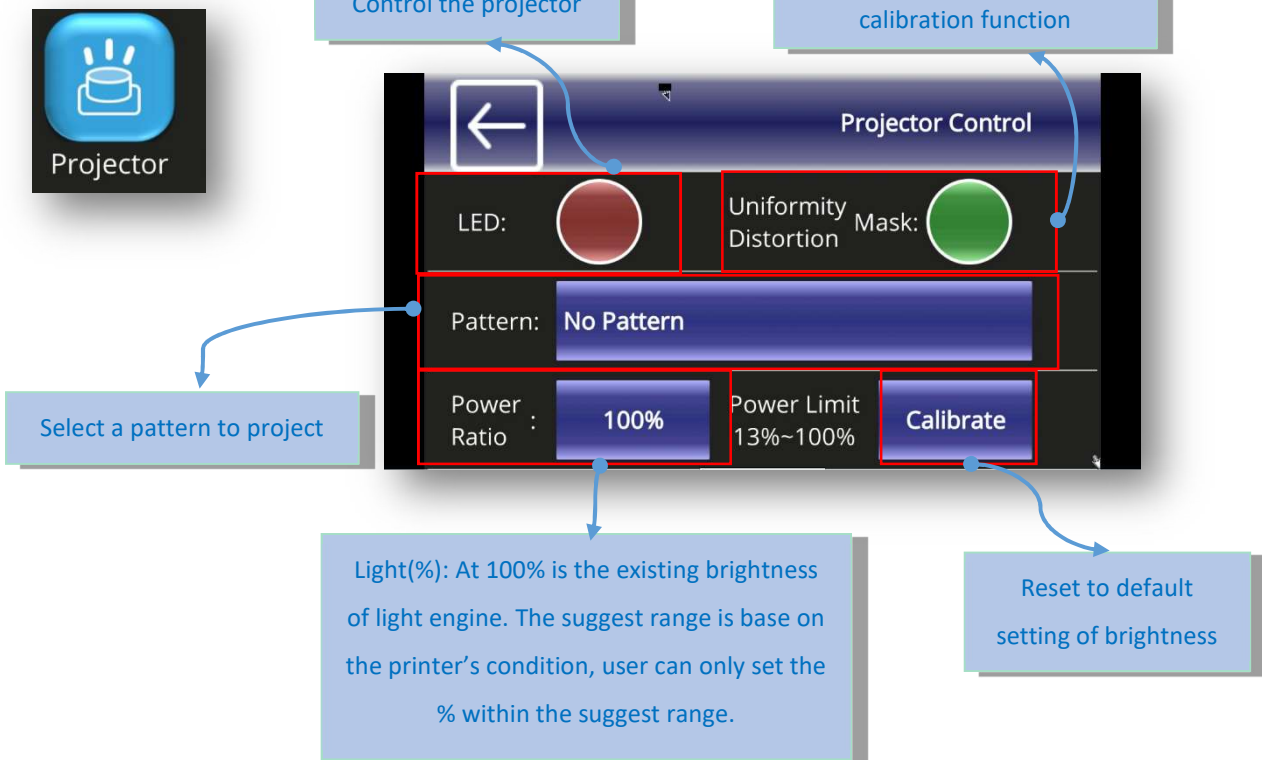 Control the projector
calibration function
Projector
Projector Control
LED:
Uniformity
Distortion
Mask:
Pattern:
No Pattern
Select a pattern to project
Power
Ratio
:
100%
Power Limit
13%~100%
Calibrate
Light(%): At 100% is the existing brightness
of light engine. The suggest range is base on
the printer’s condition, user can only set the
% within the suggest range.
Reset to default
setting of brightness